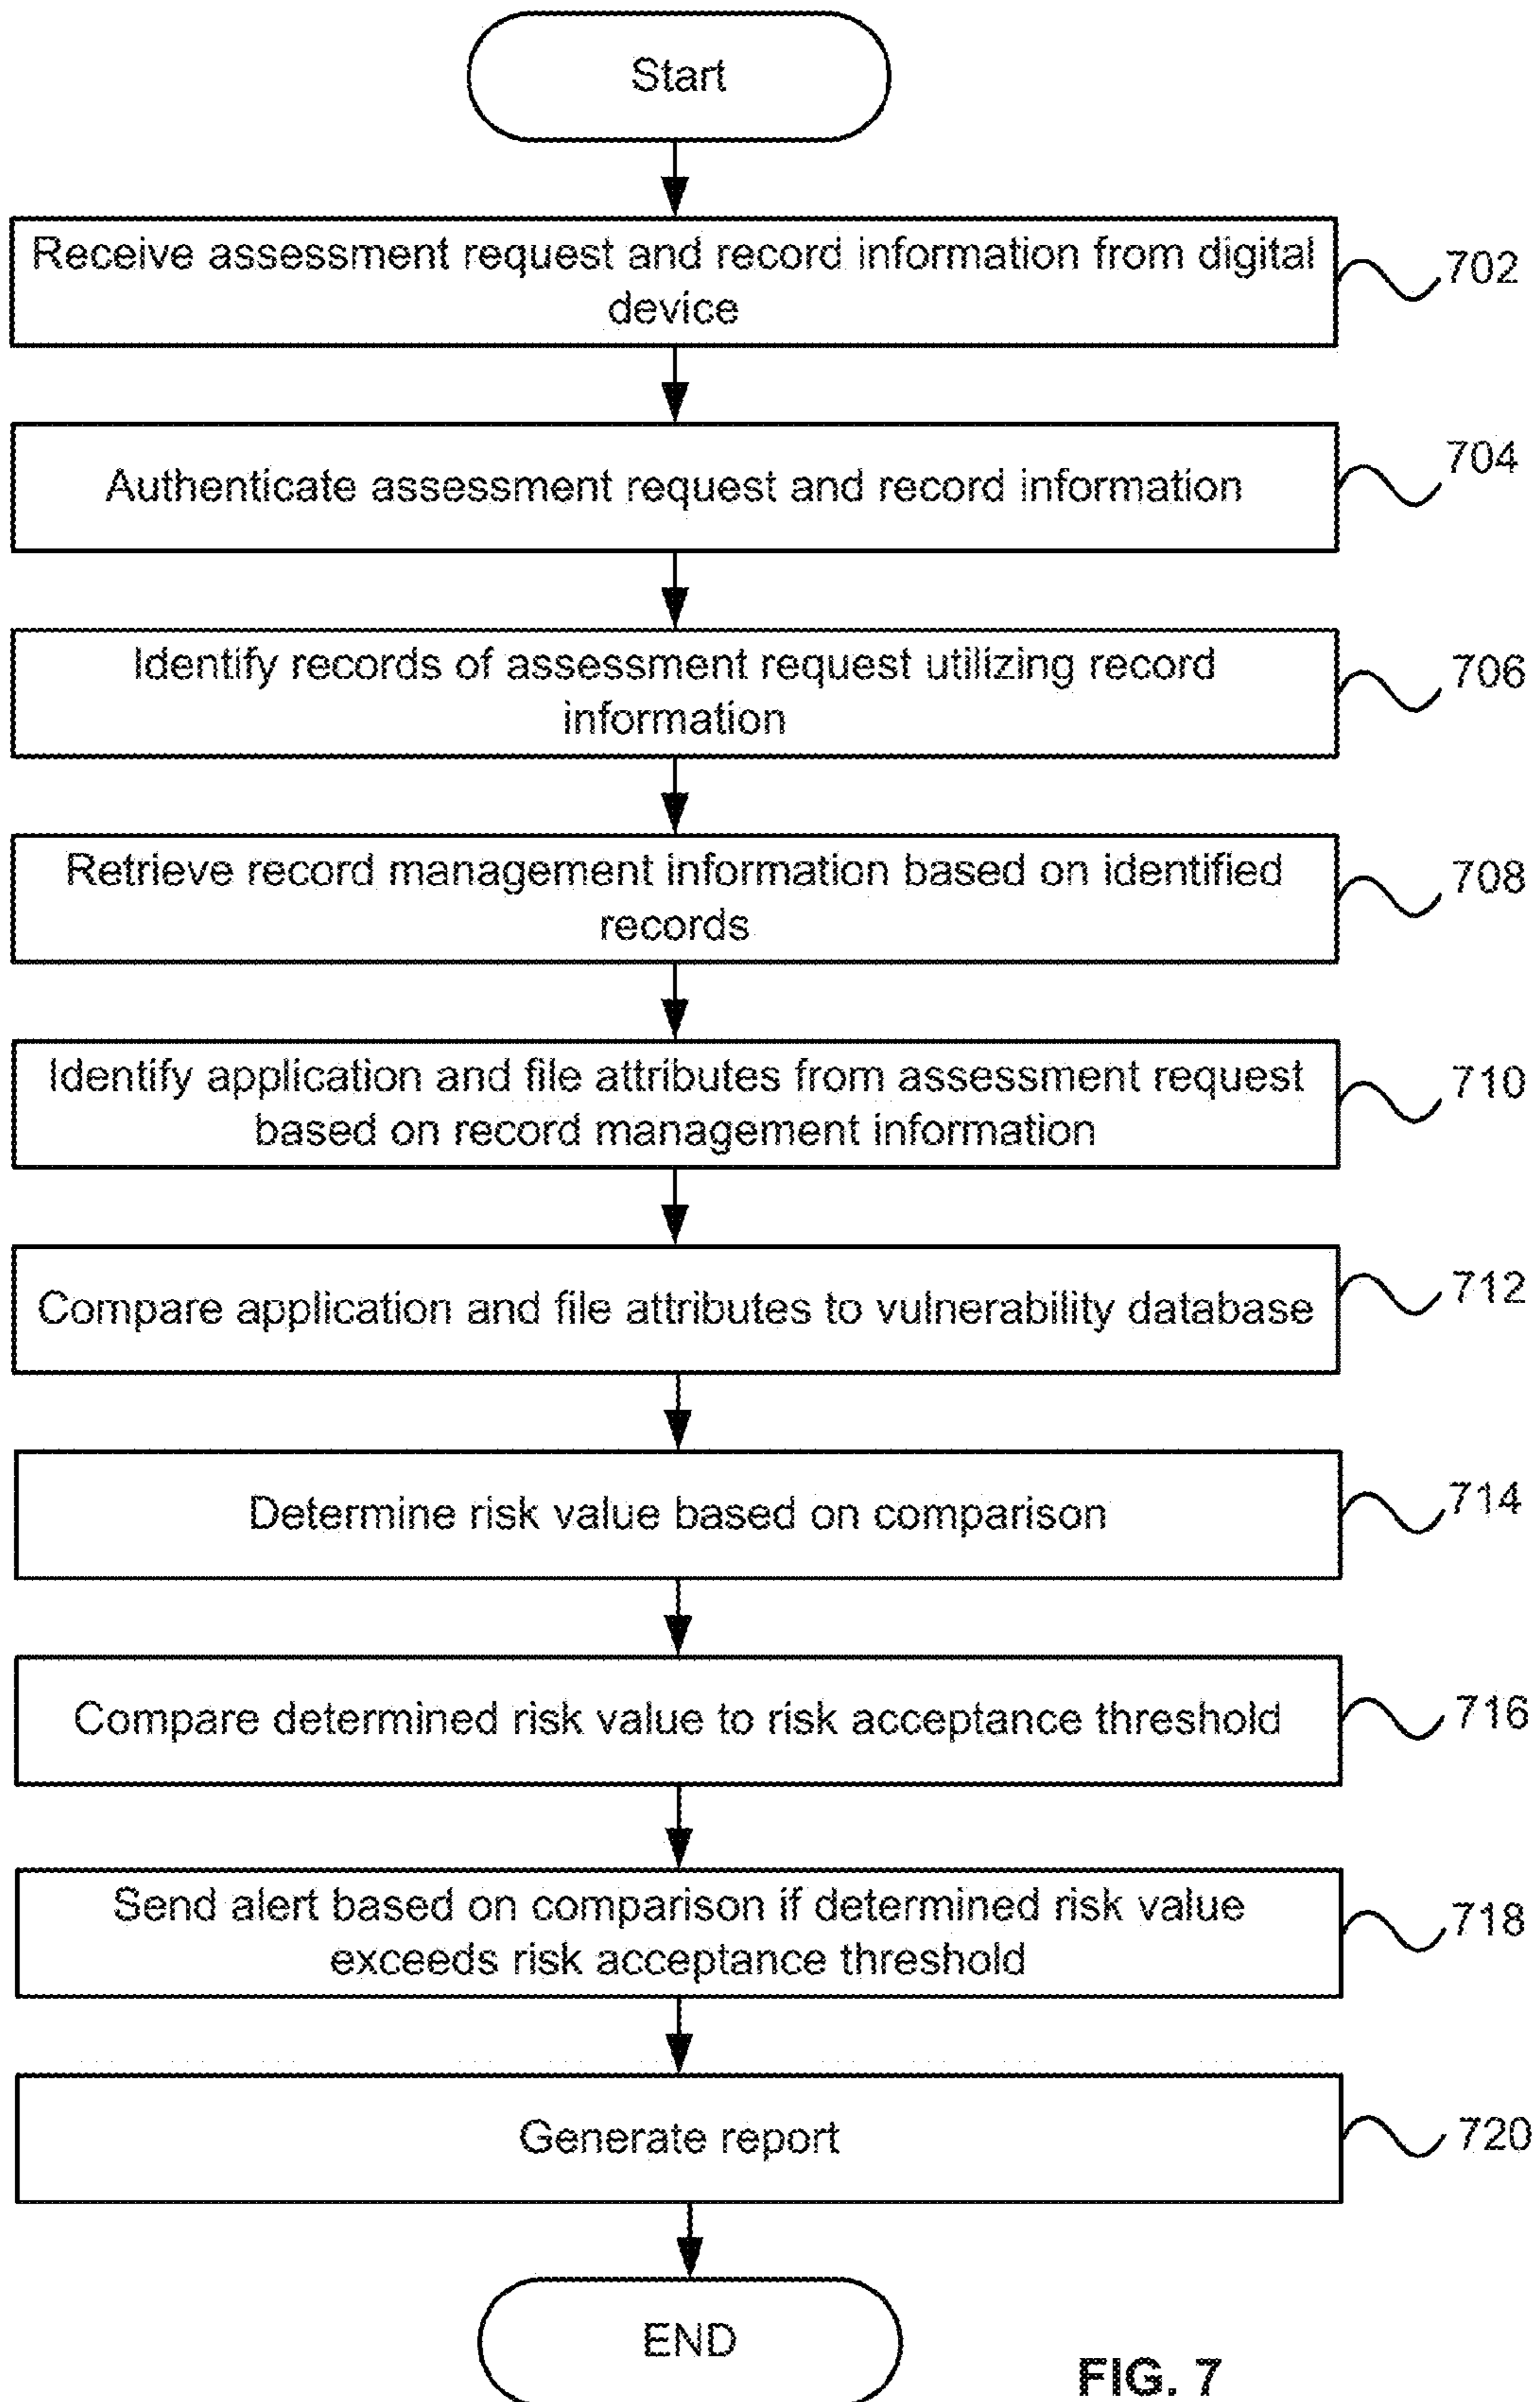 Start
Receive assessment request and record information from digital
device
702
Authenticate assessment request and record information
704
Identify records of assessment request utilizing record
information
706
Retrieve record management information based on identified
records
708
Identify application and file attributes from assessment request
based on record management information
710
Compare application and file attributes to vulnerability database
712
Determine risk value based on comparison
714
Compare determined risk value to risk acceptance threshold
716
Send alert based on comparison if determined risk value
exceeds risk acceptance threshold
718
Generate report
720
END
FIG. 7